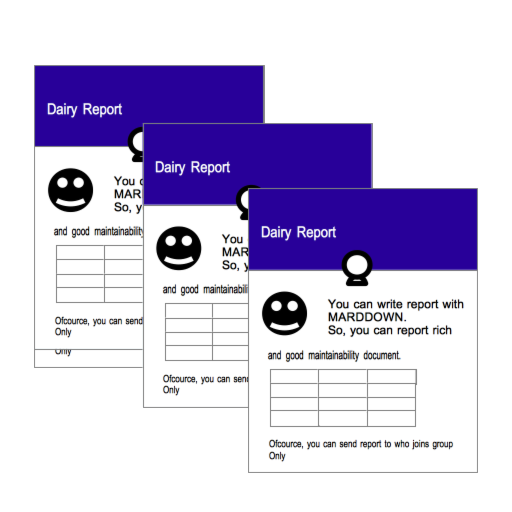 Dairy Report
You c
MAR
So, y
and good maintainability
Ofcource, you can send
Only
Only
Dairy Report
You
MAR
So, y
and good maintainabili
Ofcource, you can send
Only
Dairy Report
You can write report with
MARDDOWN.
So, you can report rich
and good maintainability document.
Ofcource, you can send report to who joins group
Only